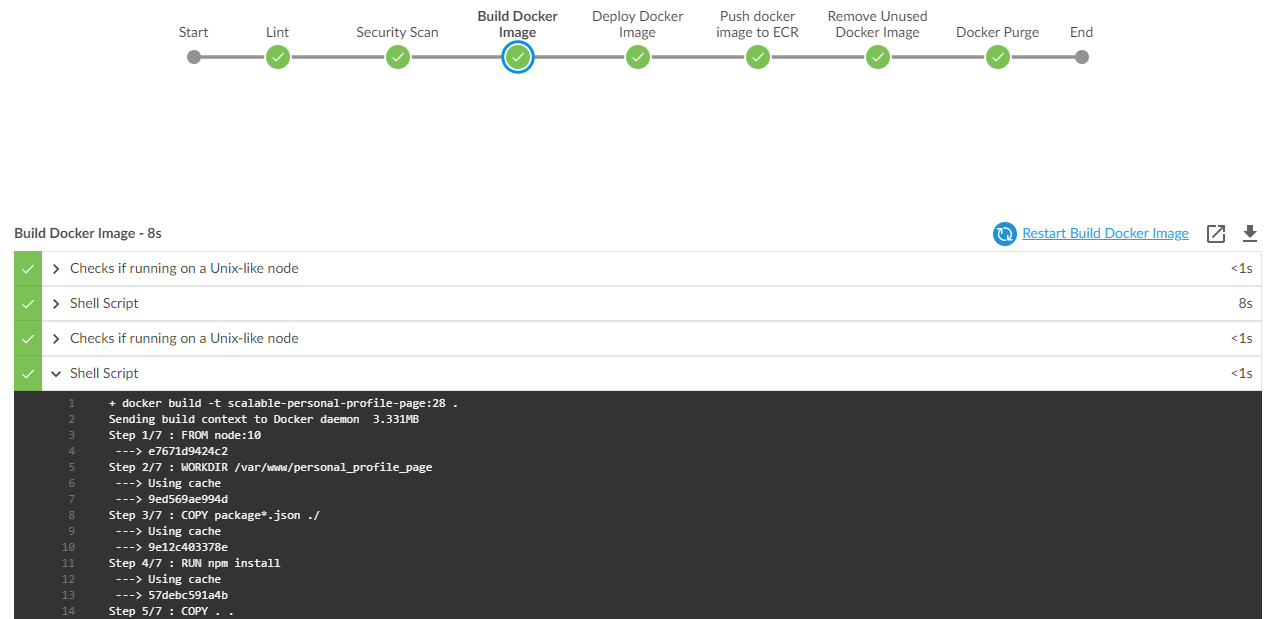 Start
Lint
Security Scan
Build Docker
Image
Deploy Docker
Image
Push docker
image to ECR
Remove Unused
Docker Image
Docker Purge
End
Build Docker Image - 8s
Restart Build Docker Image
Checks if running on a Unix-like node <1s
Shell Script 8s
Checks if running on a Unix-like node <1s
Shell Script <1s
1 + docker build -t scalable-personal-profile-page:28 .
2 Sending build context to Docker daemon  3.331MB
3 Step 1/7 : FROM node:10
4  ---> e7671d9424c2
5 Step 2/7 : WORKDIR /var/www/personal_profile_page
6  ---> Using cache
7  ---> 9ed569ae994d
8 Step 3/7 : COPY package*.json ./
9  ---> Using cache
10  ---> 9e12c403378e
11 Step 4/7 : RUN npm install
12  ---> Using cache
13  ---> 57debc591a4b
14 Step 5/7 : COPY . .